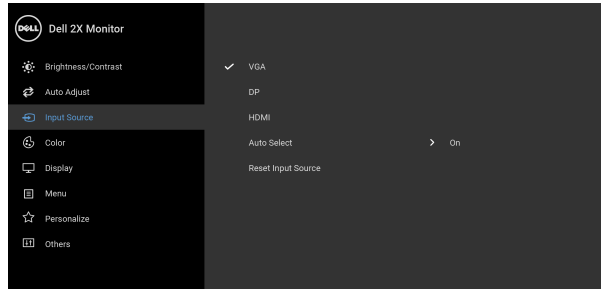 DELL Dell 2X Monitor
Brightness/Contrast
Auto Adjust
Input Source
Color
Display
Menu
Personalize
Others
VGA
DP
HDMI
Auto Select On
Reset Input Source